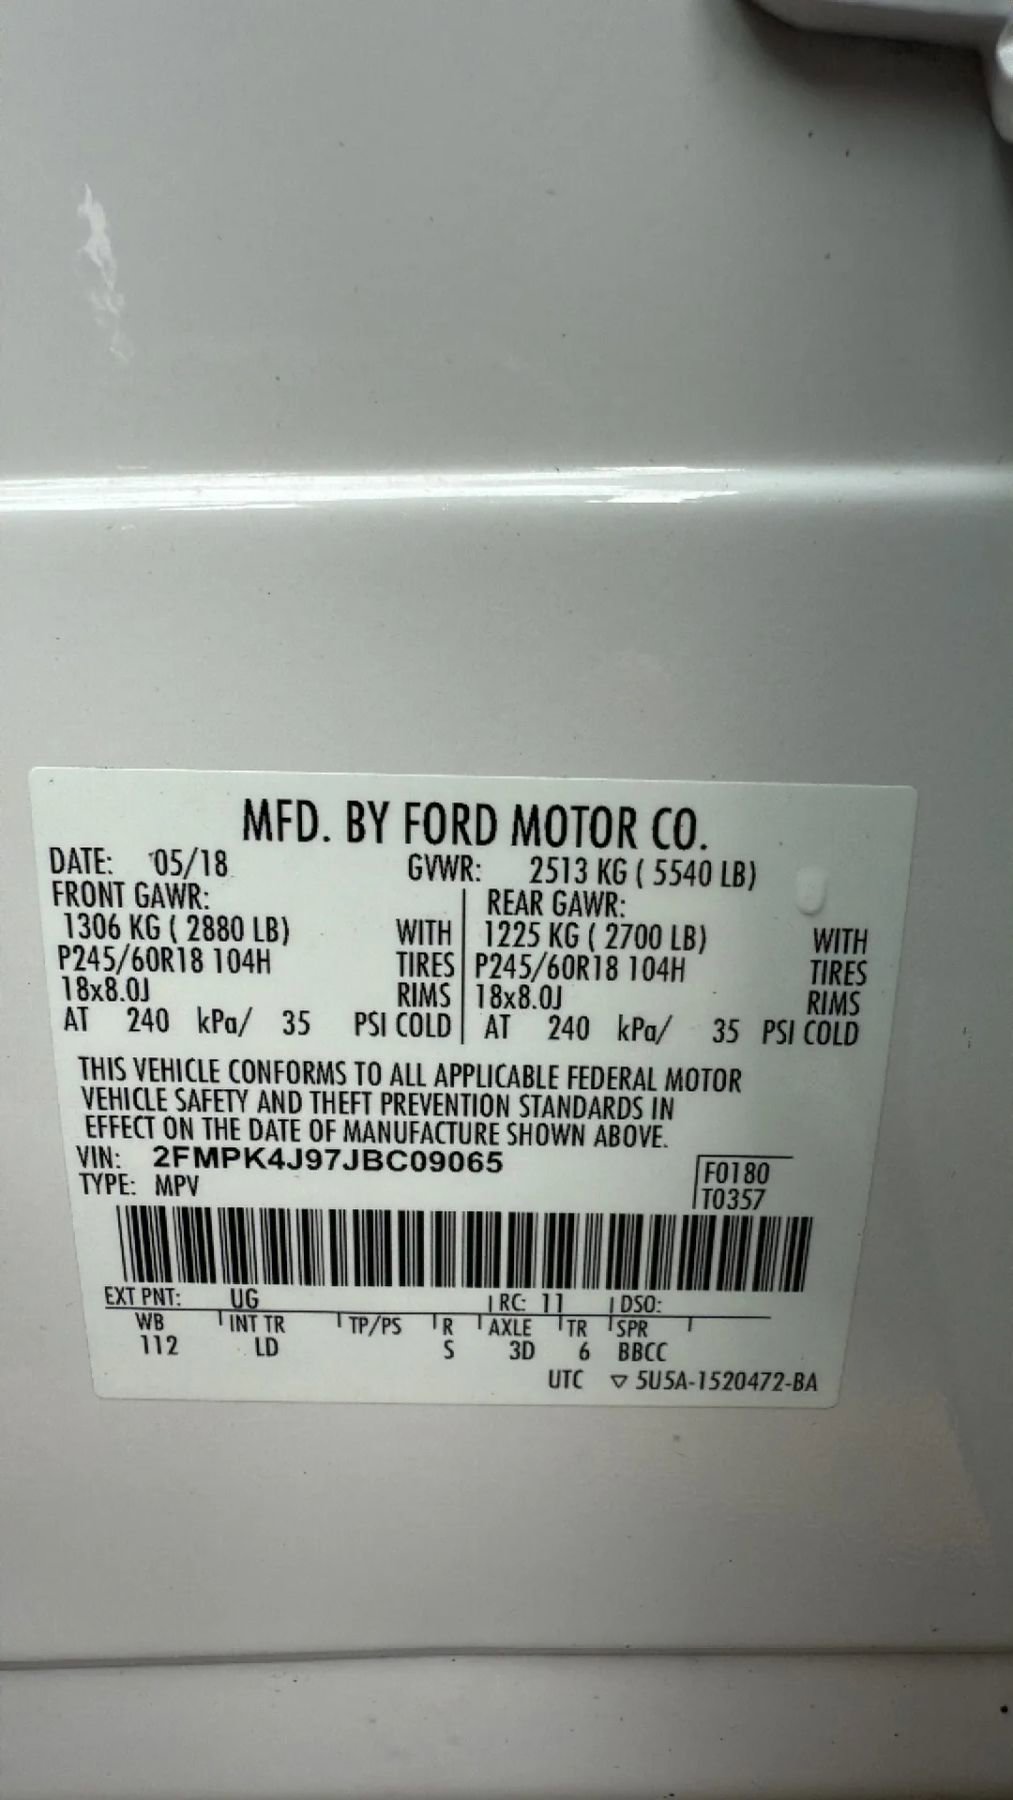 MFD. BY FORD MOTOR CO.
DATE: 05/18 GVWR: 2513 KG ( 5540 LB)
FRONT GAWR: REAR GAWR:
1306 KG ( 2880 LB) WITH 1225 KG ( 2700 LB) WITH
P245/60R18 104H TIRES P245/60R18 104H TIRES
18x8.0J RIMS 18x8.0J RIMS
AT 240 kPa/ 35 PSI COLD AT 240 kPa/ 35 PSI COLD
THIS VEHICLE CONFORMS TO ALL APPLICABLE FEDERAL MOTOR
VEHICLE SAFETY AND THEFT PREVENTION STANDARDS IN
EFFECT ON THE DATE OF MANUFACTURE SHOWN ABOVE.
VIN: 2FMPK4J97JBC09065
TYPE: MPV
F0180
T0357
EXT PNT: UG RC: 11 DSO:
WB INT TR TP/PS R AXLE TR SPR
112 LD S 3D 6 BBCC
UTC ▽ 5U5A-1520472-BA